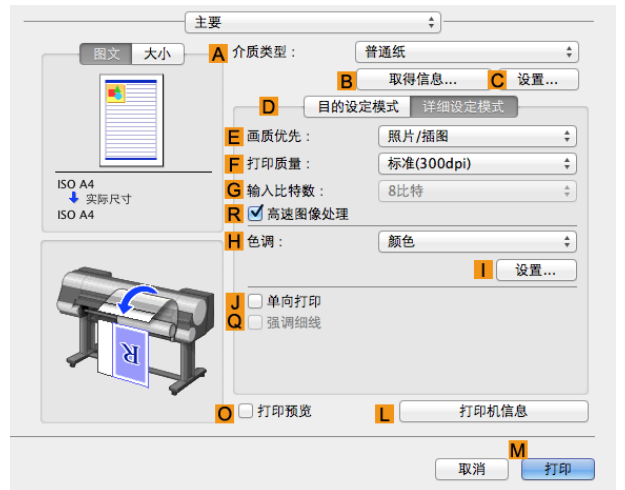 主要
图文 大小
A 介质类型： 普通纸
B 取得信息... C 设置...
D 目的设定模式 详细设定模式
E 画质优先： 照片/插图
F 打印质量： 标准(300dpi)
G 输入比特数： 8比特
R 高速图像处理
H 色调： 颜色
I 设置...
J 单向打印
Q 强调细线
ISO A4
实际尺寸
ISO A4
R
O 打印预览
L 打印机信息
取消
M 打印